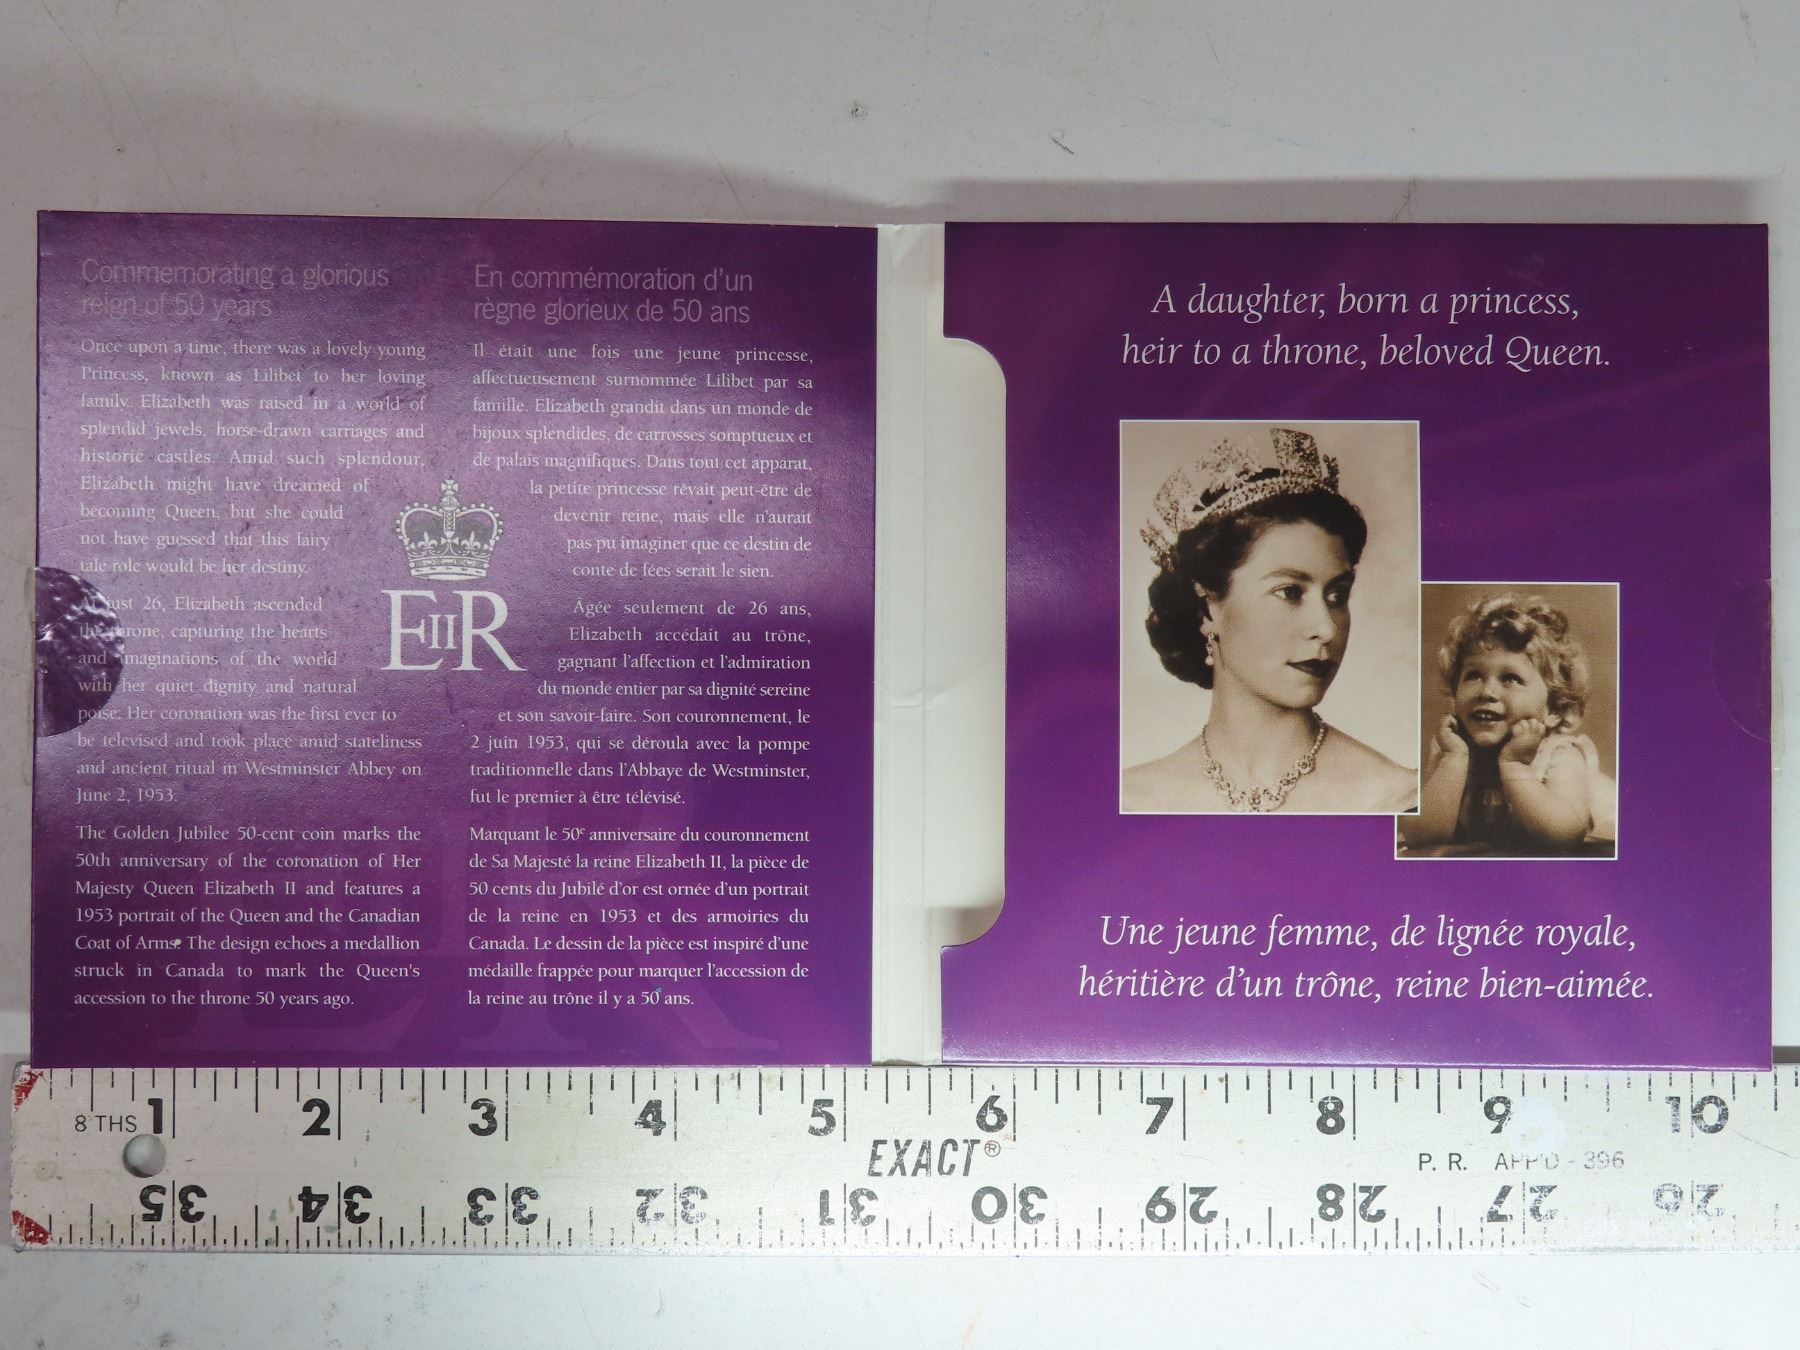 Commemorating a glorious
reign of 50 years
Once upon a time, there was a lovely young
Princess, known as Lilibet to her loving
family. Elizabeth was raised in a world of
splendid jewels, horse-drawn carriages and
historic castles. Amid such splendour,
Elizabeth might have dreamed of
becoming Queen, but she could
not have guessed that this fairy
tale role would be her destiny.
At just 26, Elizabeth ascended
the throne, capturing the hearts
and imaginations of the world
with her quiet dignity and natural
poise. Her coronation was the first ever to
be televised and took place amid stateliness
and ancient ritual in Westminster Abbey on
June 2, 1953.
The Golden Jubilee 50-cent coin marks the
50th anniversary of the coronation of Her
Majesty Queen Elizabeth II and features a
1953 portrait of the Queen and the Canadian
Coat of Arms. The design echoes a medallion
struck in Canada to mark the Queen's
accession to the throne 50 years ago.
EIIR
En commémoration d'un
règne glorieux de 50 ans
Il était une fois une jeune princesse,
affectueusement surnommée Lilibet par sa
famille. Elizabeth grandit dans un monde de
bijoux splendides, de carrosses somptueux et
de palais magnifiques. Dans tout cet apparat,
la petite princesse rêvait peut-être de
devenir reine, mais elle n'aurait
pas pu imaginer que ce destin de
conte de fées serait le sien.
Âgée seulement de 26 ans,
Elizabeth accédait au trône,
gagnant l'affection et l'admiration
du monde entier par sa dignité sereine
et son savoir-faire. Son couronnement, le
2 juin 1953, qui se déroula avec la pompe
traditionnelle dans l'Abbaye de Westminster,
fut le premier à être télévisé.
Marquant le 50e anniversaire du couronnement
de Sa Majesté la reine Elizabeth II, la pièce de
50 cents du Jubilé d'or est ornée d'un portrait
de la reine en 1953 et des armoiries du
Canada. Le dessin de la pièce est inspiré d'une
médaille frappée pour marquer l'accession de
la reine au trône il y a 50 ans.
A daughter, born a princess,
heir to a throne, beloved Queen.
Une jeune femme, de lignée royale,
héritière d'un trône, reine bien-aimée.
8 THS 1 2 3 4 5 6 7 8 9 10
EXACT®
P. R. APP'D - 396
35 34 33 32 31 30 29 28 27 26